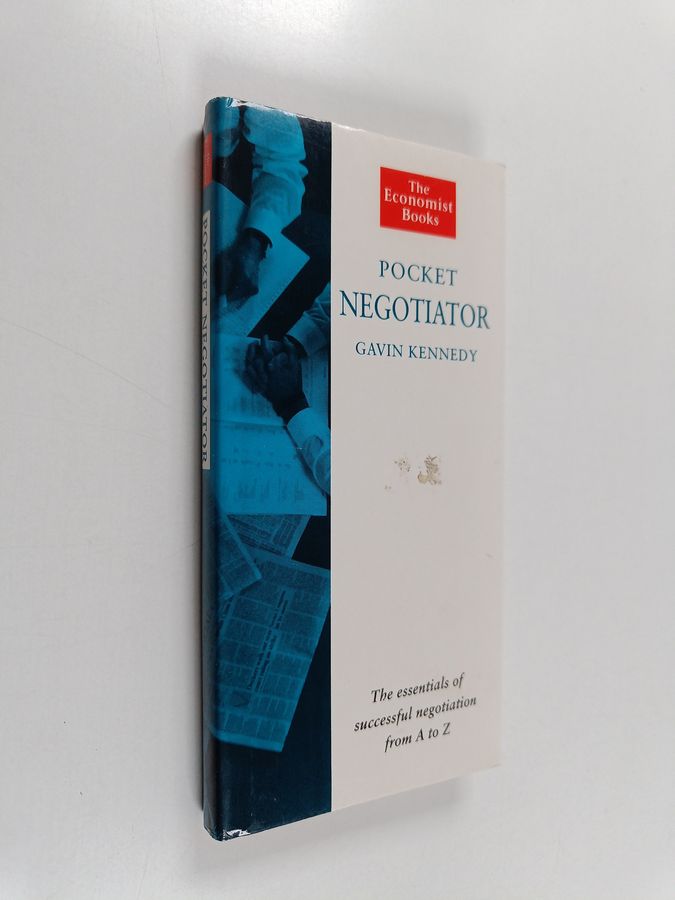 The
Economist
Books
POCKET
NEGOTIATOR
GAVIN KENNEDY
The essentials of
successful negotiation
from A to Z
POCKET NEGOTIATOR